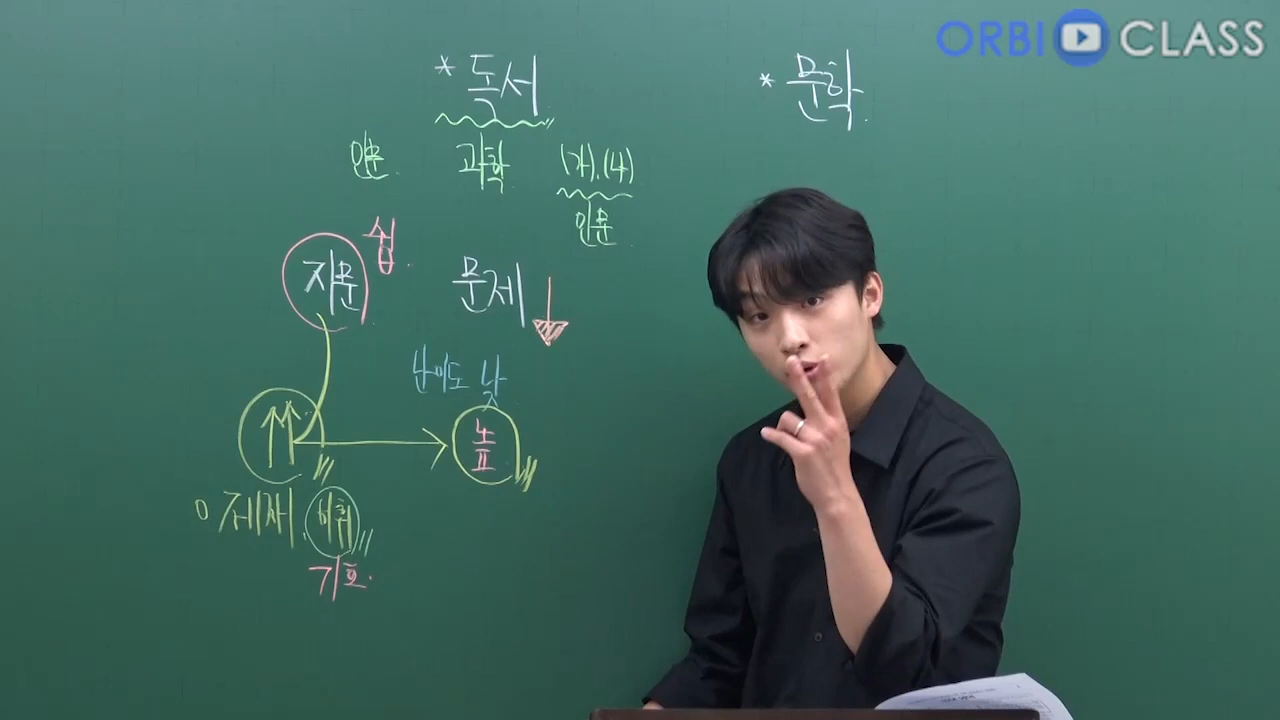 ORBI CLASS
* 독서
* 문학
인문. 과학. (가).(나)
인문.
지문 쉽.
문제 ↓
난이도 낮
↑↑ → 높
제재 어휘
기호.